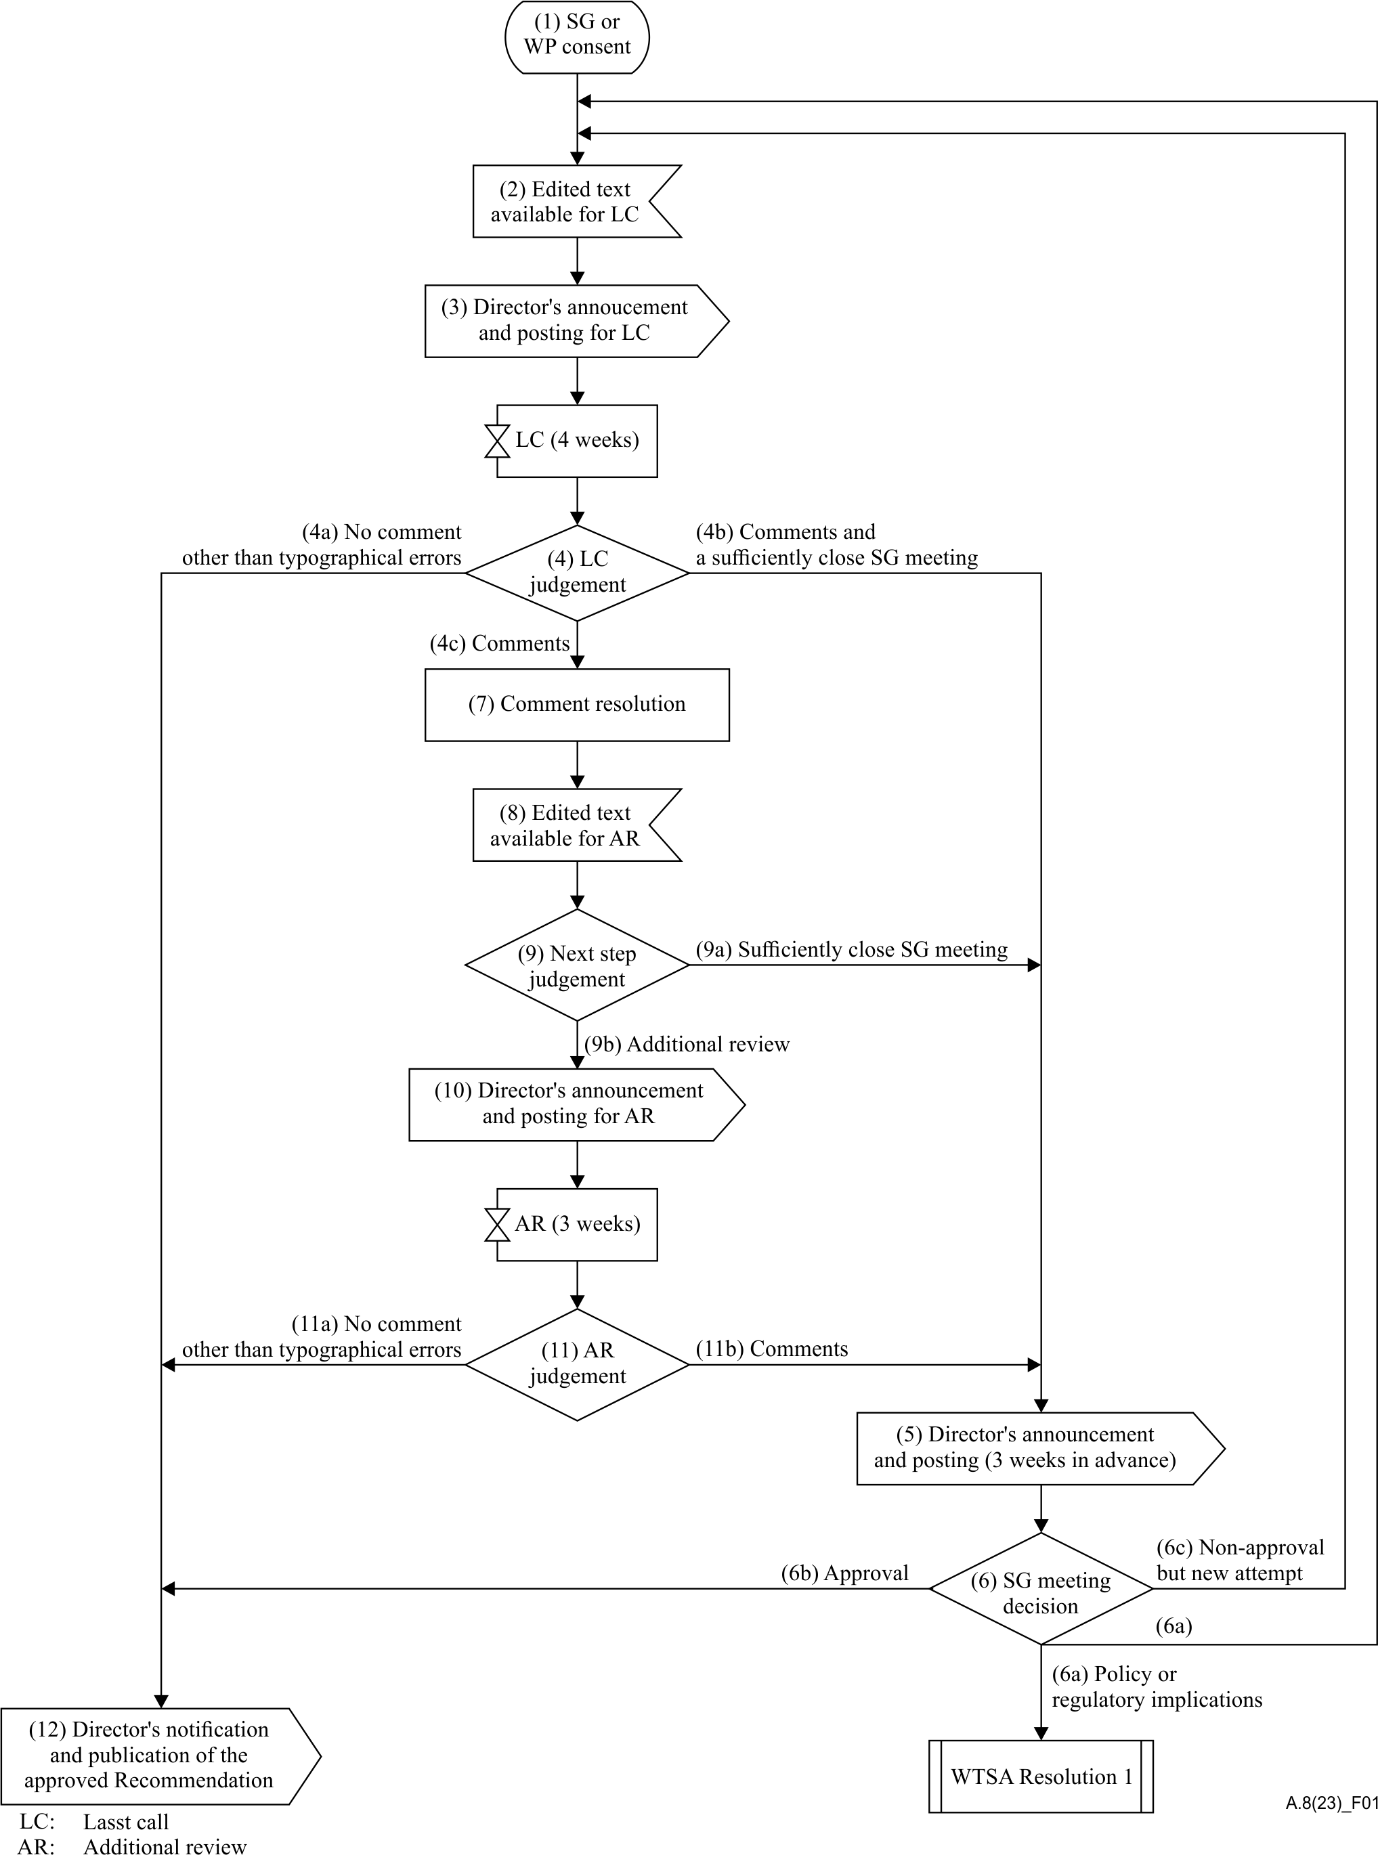 (1) SG or
WP consent
(2) Edited text
available for LC
(3) Director's annoucement
and posting for LC
LC (4 weeks)
(4a) No comment
other than typographical errors
(4) LC
judgement
(4b) Comments and
a sufficiently close SG meeting
(4c) Comments
(7) Comment resolution
(8) Edited text
available for AR
(9) Next step
judgement
(9a) Sufficiently close SG meeting
(9b) Additional review
(10) Director's announcement
and posting for AR
AR (3 weeks)
(11a) No comment
other than typographical errors
(11) AR
judgement
(11b) Comments
(5) Director's announcement
and posting (3 weeks in advance)
(6b) Approval
(6) SG meeting
decision
(6c) Non-approval
but new attempt
(6a)
(6a) Policy or
regulatory implications
(12) Director's notification
and publication of the
approved Recommendation
WTSA Resolution 1
A.8(23)_F01
LC: Lasst call
AR: Additional review